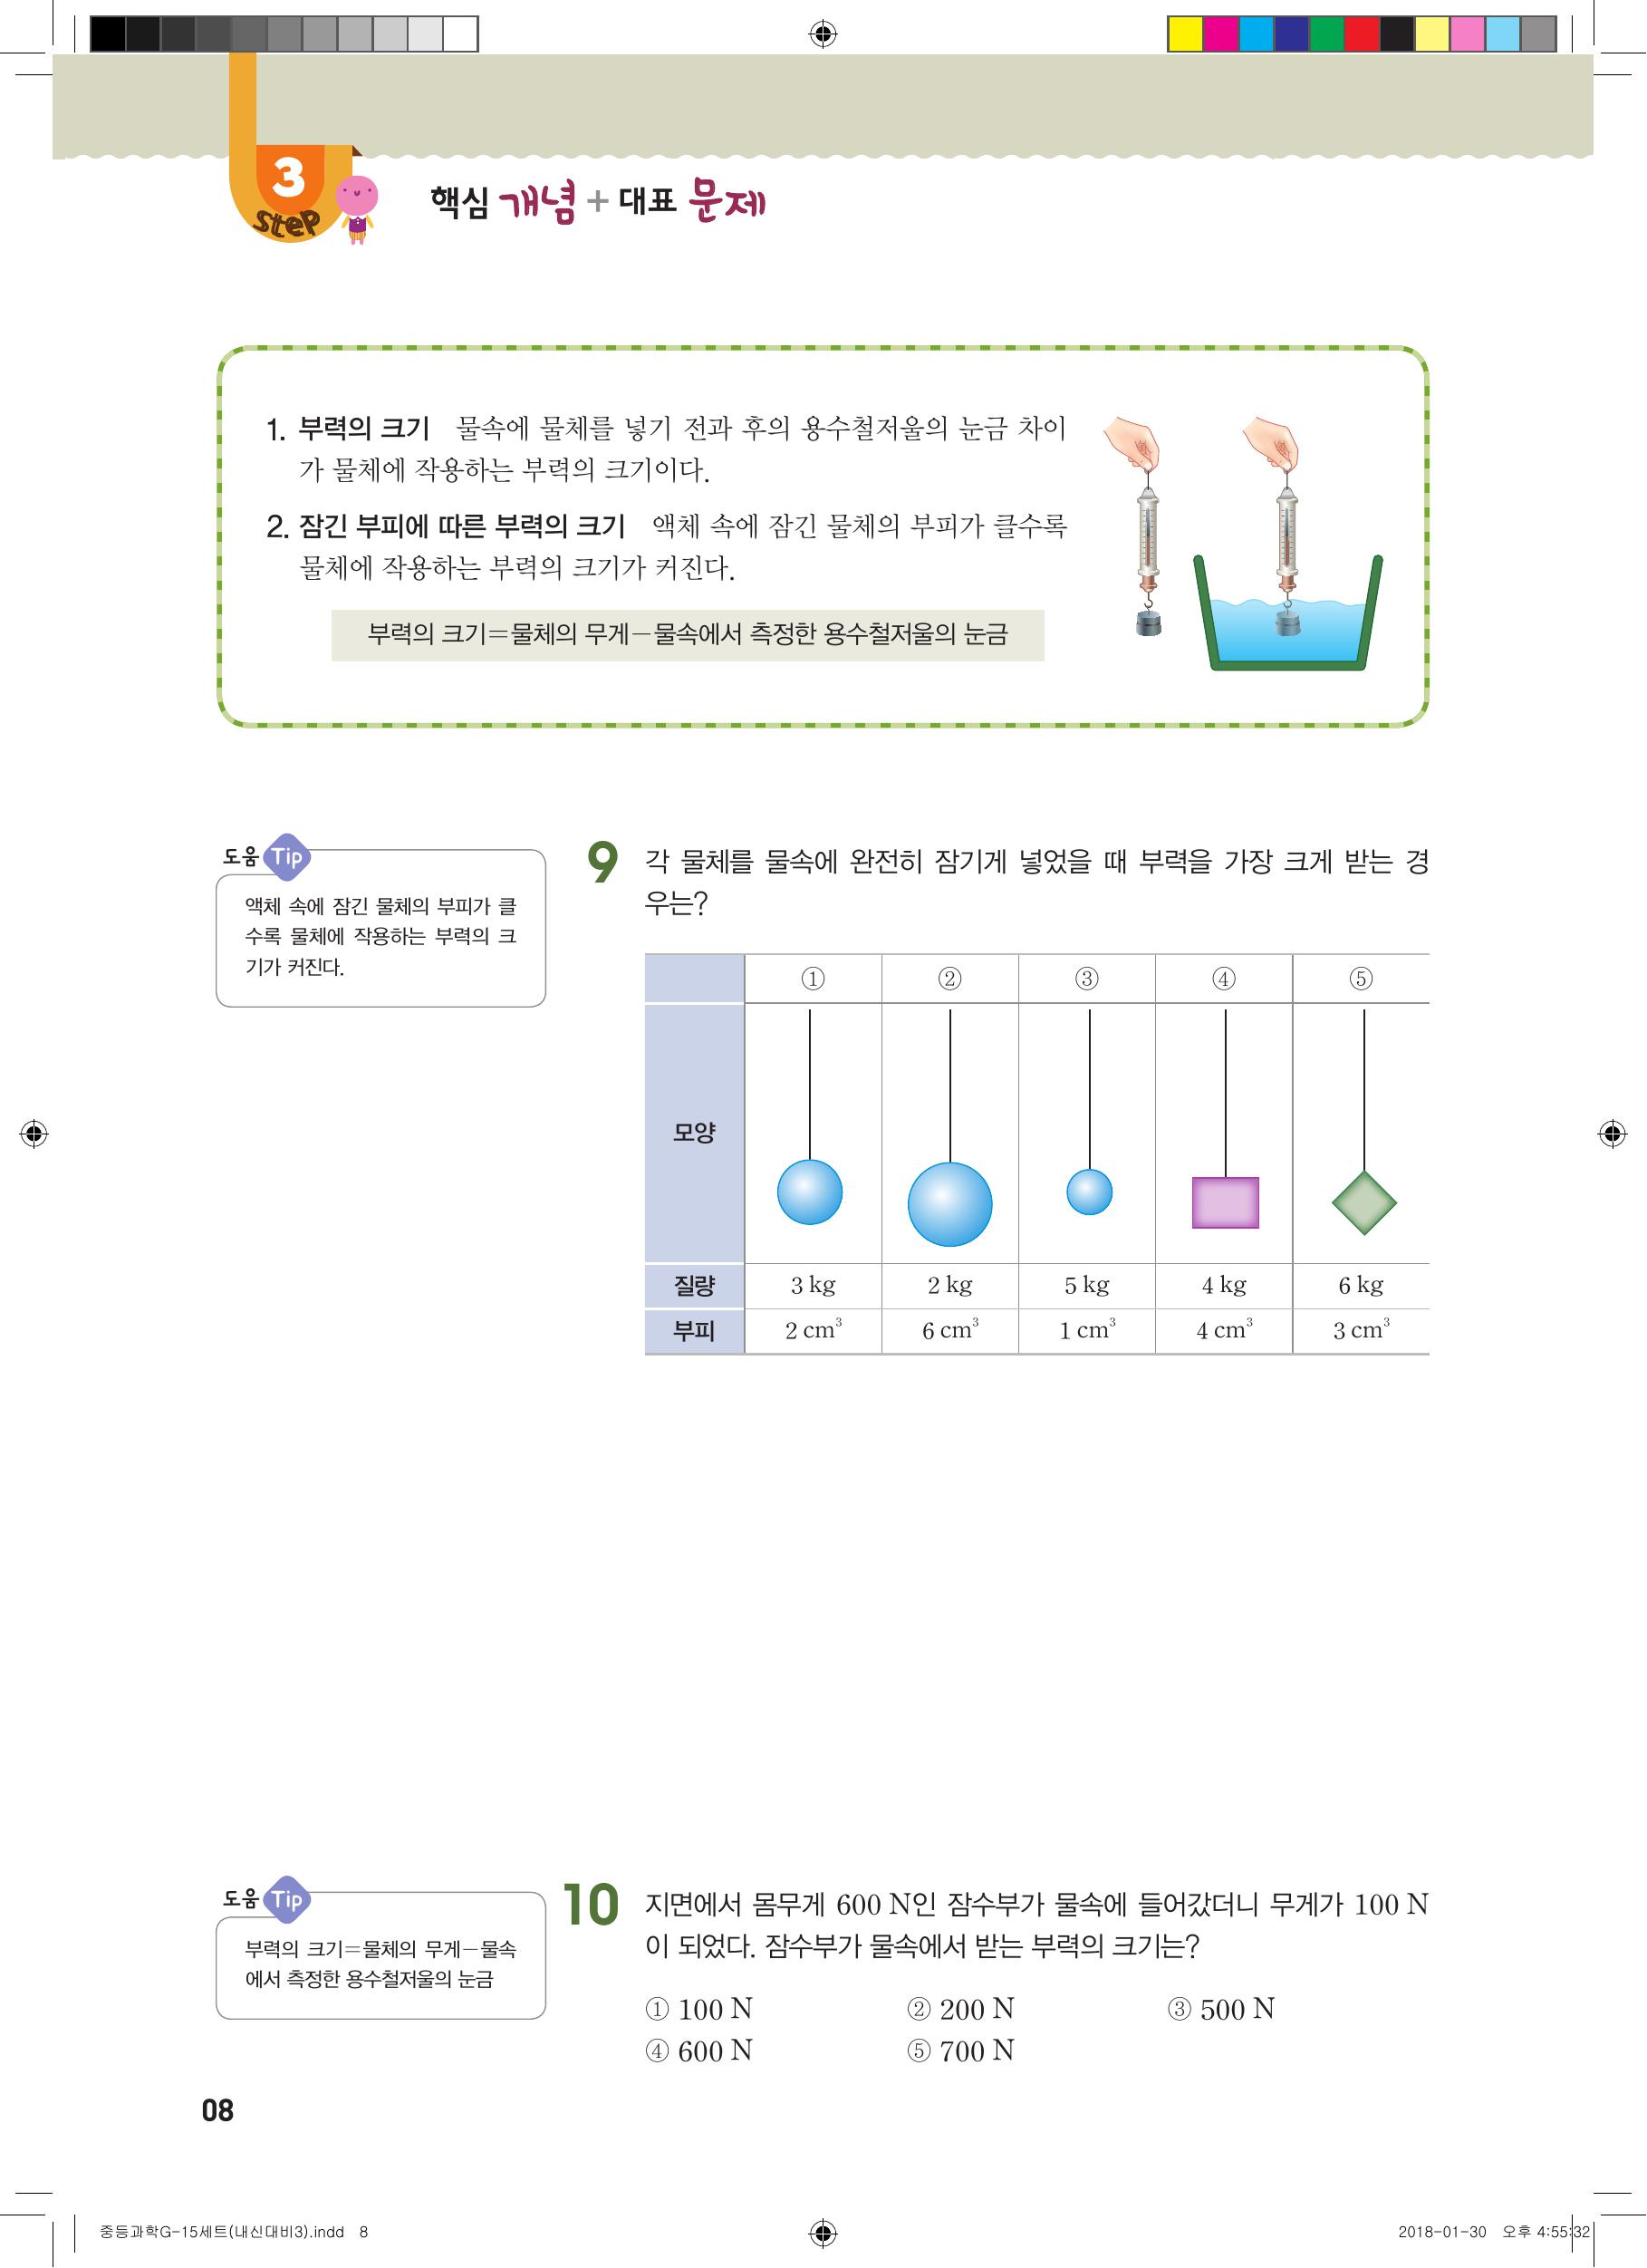 3
step
핵심 개념 + 대표 문제
1. 부력의 크기 물속에 물체를 넣기 전과 후의 용수철저울의 눈금 차이
가 물체에 작용하는 부력의 크기이다.
2. 잠긴 부피에 따른 부력의 크기 액체 속에 잠긴 물체의 부피가 클수록
물체에 작용하는 부력의 크기가 커진다.
부력의 크기=물체의 무게-물속에서 측정한 용수철저울의 눈금
도움 Tip
액체 속에 잠긴 물체의 부피가 클
수록 물체에 작용하는 부력의 크
기가 커진다.
9 각 물체를 물속에 완전히 잠기게 넣었을 때 부력을 가장 크게 받는 경
우는?
① ② ③ ④ ⑤
모양
질량 3 kg 2 kg 5 kg 4 kg 6 kg
부피 2 cm³ 6 cm³ 1 cm³ 4 cm³ 3 cm³
도움 Tip
부력의 크기=물체의 무게-물속
에서 측정한 용수철저울의 눈금
10 지면에서 몸무게 600 N인 잠수부가 물속에 들어갔더니 무게가 100 N
이 되었다. 잠수부가 물속에서 받는 부력의 크기는?
① 100 N ② 200 N ③ 500 N
④ 600 N ⑤ 700 N
08
중등과학G-15세트(내신대비3).indd 8 2018-01-30 오후 4:55:32